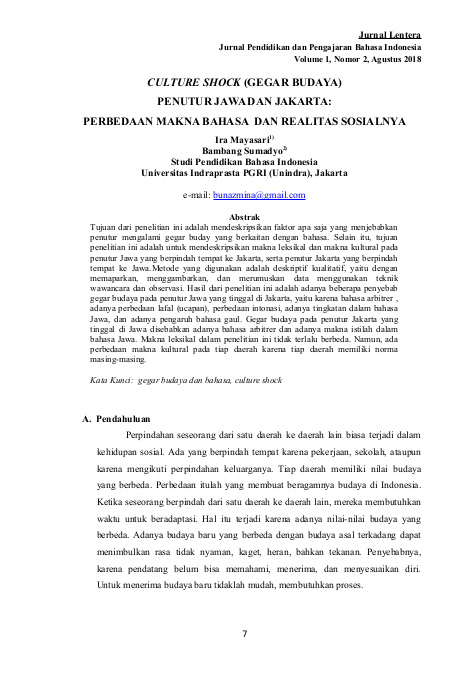 Jurnal Lentera
Jurnal Pendidikan dan Pengajaran Bahasa Indonesia
Volume 1, Nomor 2, Agustus 2018
CULTURE SHOCK (GEGAR BUDAYA)
PENUTUR JAWA DAN JAKARTA:
PERBEDAAN MAKNA BAHASA DAN REALITAS SOSIALNYA
Ira Mayasari1)
Bambang Sumadyo2)
Studi Pendidikan Bahasa Indonesia
Universitas Indraprasta PGRI (Unindra), Jakarta
e-mail: bunazmina@gmail.com
Abstrak
Tujuan dari penelitian ini adalah mendeskripsikan faktor apa saja yang menjebabkan
penutur mengalami gegar buday yang berkaitan dengan bahasa. Selain itu, tujuan
penelitian ini adalah untuk mendeskripsikan makna leksikal dan makna kultural pada
penutur Jawa yang berpindah tempat ke Jakarta, serta penutur Jakarta yang berpindah
tempat ke Jawa.Metode yang digunakan adalah deskriptif kualitatif, yaitu dengan
memaparkan, menggambarkan, dan merumuskan data menggunakan teknik
wawancara dan observasi. Hasil dari penelitian ini adalah adanya beberapa penyebab
gegar budaya pada penutur Jawa yang tinggal di Jakarta, yaitu karena bahasa arbitrer ,
adanya perbedaan lafal (ucapan), perbedaan intonasi, adanya tingkatan dalam bahasa
Jawa, dan adanya pengaruh bahasa gaul. Gegar budaya pada penutur Jakarta yang
tinggal di Jawa disebabkan adanya bahasa arbitrer dan adanya makna istilah dalam
bahasa Jawa. Makna leksikal dalam penelitian ini tidak terlalu berbeda. Namun, ada
perbedaan makna kultural pada tiap daerah karena tiap daerah memiliki norma
masing-masing.
Kata Kunci: gegar budaya dan bahasa, culture shock
A. Pendahuluan
Perpindahan seseorang dari satu daerah ke daerah lain biasa terjadi dalam
kehidupan sosial. Ada yang berpindah tempat karena pekerjaan, sekolah, ataupun
karena mengikuti perpindahan keluarganya. Tiap daerah memiliki nilai budaya
yang berbeda. Perbedaan itulah yang membuat beragamnya budaya di Indonesia.
Ketika seseorang berpindah dari satu daerah ke daerah lain, mereka membutuhkan
waktu untuk beradaptasi. Hal itu terjadi karena adanya nilai-nilai budaya yang
berbeda. Adanya budaya baru yang berbeda dengan budaya asal terkadang dapat
menimbulkan rasa tidak nyaman, kaget, heran, bahkan tekanan. Penyebabnya,
karena pendatang belum bisa memahami, menerima, dan menyesuaikan diri.
Untuk menerima budaya baru tidaklah mudah, membutuhkan proses.
7